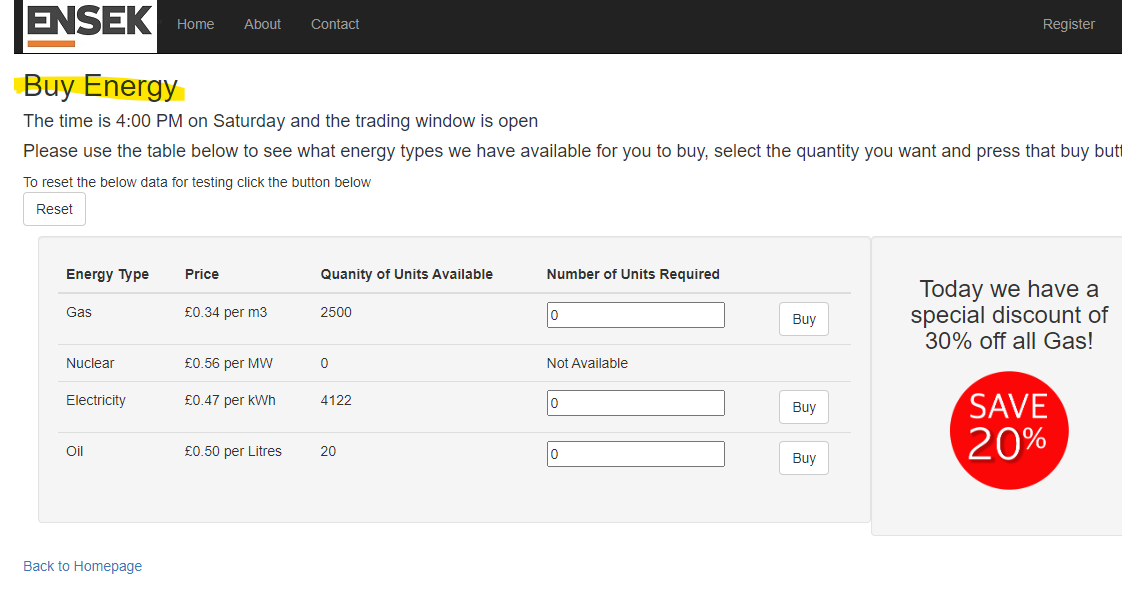 ENSEK Home About Contact Register
Buy Energy
The time is 4:00 PM on Saturday and the trading window is open
Please use the table below to see what energy types we have available for you to buy, select the quantity you want and press that buy
To reset the below data for testing click the button below
Reset
Energy Type Price Quanity of Units Available Number of Units Required
Gas £0.34 per m3 2500 0 Buy
Nuclear £0.56 per MW 0 Not Available
Electricity £0.47 per kWh 4122 0 Buy
Oil £0.50 per Litres 20 0 Buy
Today we have a
special discount of
30% off all Gas!
SAVE
20%
Back to Homepage